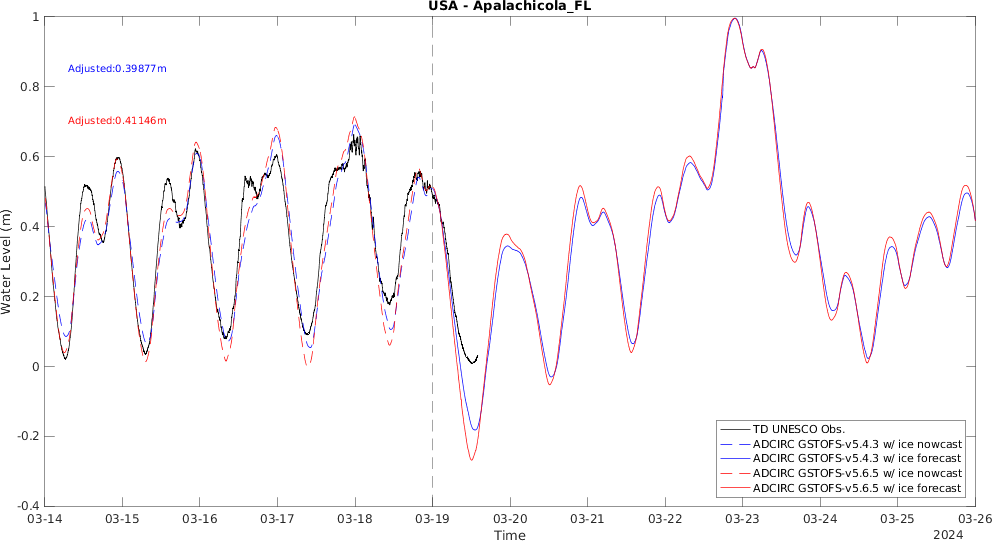 USA - Apalachicola_FL
Adjusted:0.39877m
Adjusted:0.41146m
Water Level (m)
1
0.8
0.6
0.4
0.2
0
-0.2
-0.4
TD UNESCO Obs.
ADCIRC GSTOFS-v5.4.3 w/ ice nowcast
ADCIRC GSTOFS-v5.4.3 w/ ice forecast
ADCIRC GSTOFS-v5.6.5 w/ ice nowcast
ADCIRC GSTOFS-v5.6.5 w/ ice forecast
03-14 03-15 03-16 03-17 03-18 03-19 03-20 03-21 03-22 03-23 03-24 03-25 03-26
Time
2024